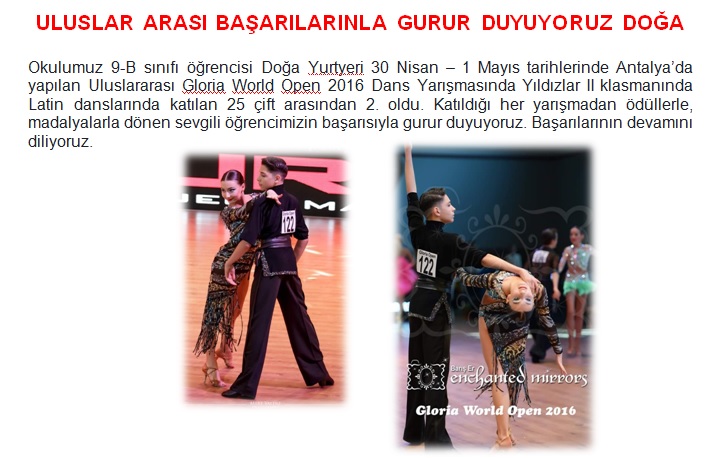 ULUSLAR ARASI BAŞARILARINLA GURUR DUYUYORUZ DOĞA
Okulumuz 9-B sınıfı öğrencisi Doğa Yurtyeri 30 Nisan – 1 Mayıs tarihlerinde Antalya’da
yapılan Uluslararası Gloria World Open 2016 Dans Yarışmasında Yıldızlar II klasmanında
Latin danslarında katılan 25 çift arasından 2. oldu. Katıldığı her yarışmadan ödüllerle,
madalyalarla dönen sevgili öğrencimizin başarısıyla gurur duyuyoruz. Başarılarının devamını
diliyoruz.
122
122
Barış Er
enchanted mirrors
Gloria World Open 2016